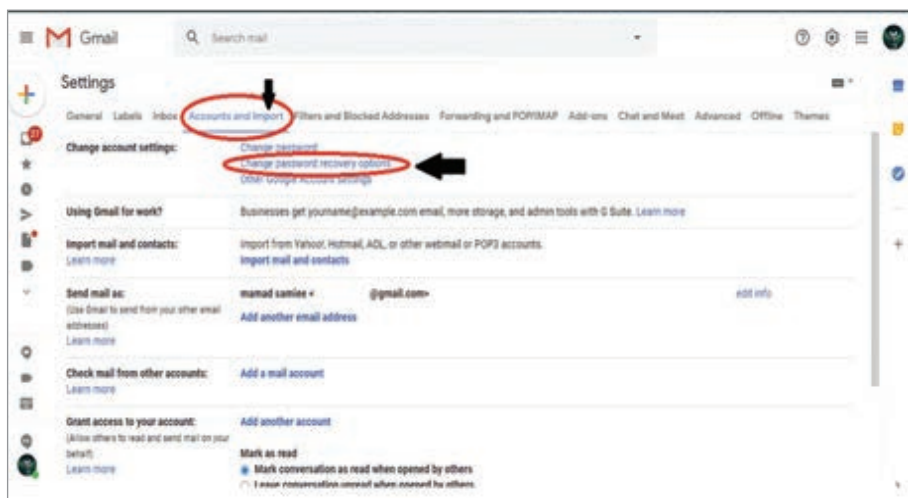 Gmail
Search mail
Settings
General Labels Inbox Accounts and Import Filters and Blocked Addresses Forwarding and POP/IMAP Add-ons Chat and Meet Advanced Offline Themes
Change account settings:
Change password
Change password recovery options
Other Google Account settings
Using Gmail for work?
Businesses get yourname@example.com email, more storage, and admin tools with G Suite. Learn more
Import mail and contacts:
Import from Yahoo!, Hotmail, AOL, or other webmail or POP3 accounts.
Learn more
Import mail and contacts
Send mail as:
mamad samiee < @gmail.com>
edit info
(Use Gmail to send from your other email
addresses)
Add another email address
Learn more
Check mail from other accounts:
Add a mail account
Learn more
Grant access to your account:
Add another account
(Allow others to read and send mail on your
behalf)
Learn more
Mark as read
Mark conversation as read when opened by others
Leave conversation unread when opened by others